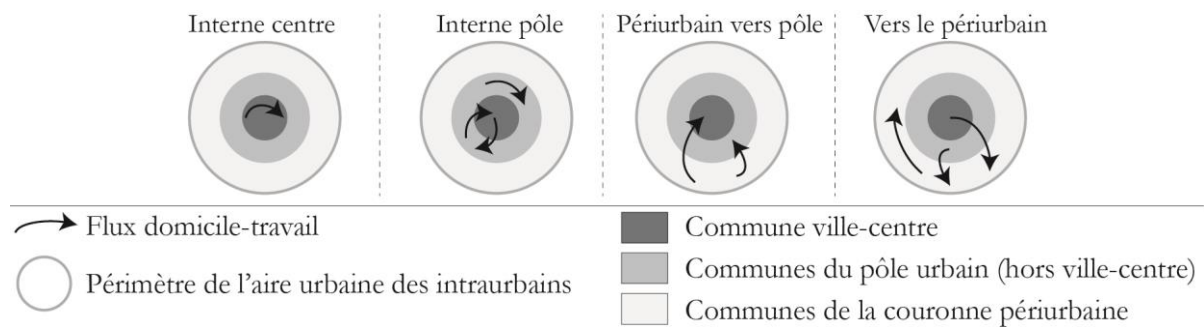 Interne centre
Interne pôle
Périurbain vers pôle
Vers le périurbain
Flux domicile-travail
Périmètre de l'aire urbaine des intraurbains
Commune ville-centre
Communes du pôle urbain (hors ville-centre)
Communes de la couronne périurbaine